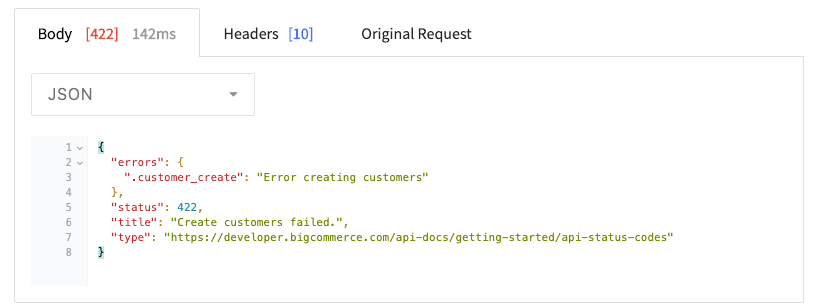 Body [422] 142ms Headers [10] Original Request
JSON
1 {
2 "errors": {
3 ".customer_create": "Error creating customers"
4 },
5 "status": 422,
6 "title": "Create customers failed.",
7 "type": "https://developer.bigcommerce.com/api-docs/getting-started/api-status-codes"
8 }